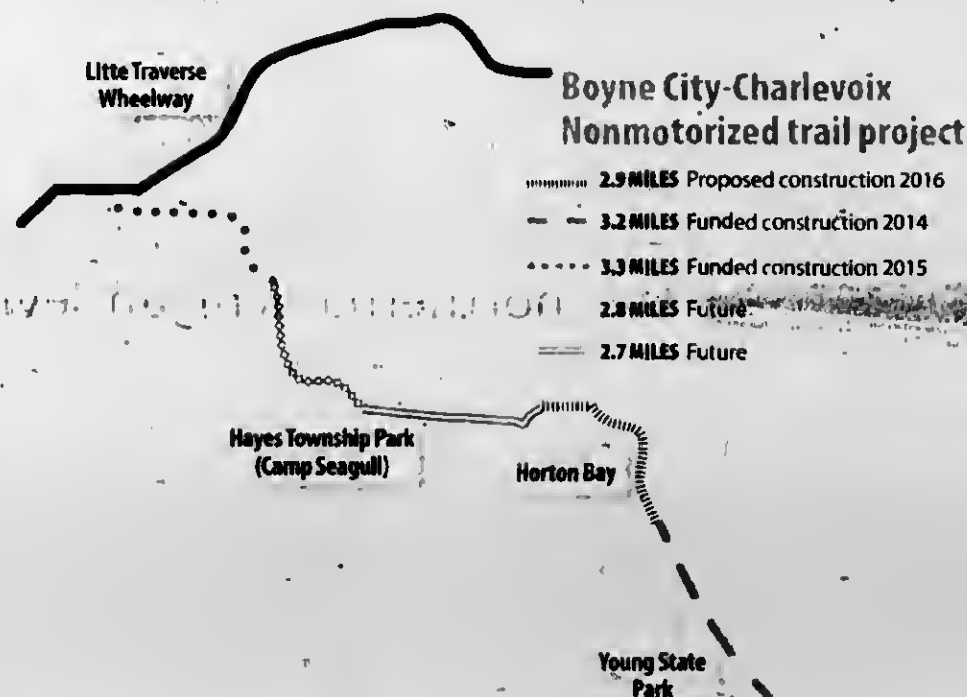 Litte Traverse
Wheelway
Boyne City-Charlevoix
Nonmotorized trail project
2.9 MILES Proposed construction 2016
3.2 MILES Funded construction 2014
3.3 MILES Funded construction 2015
2.8 MILES Future
2.7 MILES Future
Hayes Township Park
(Camp Seagull)
Horton Bay
Young State
Park